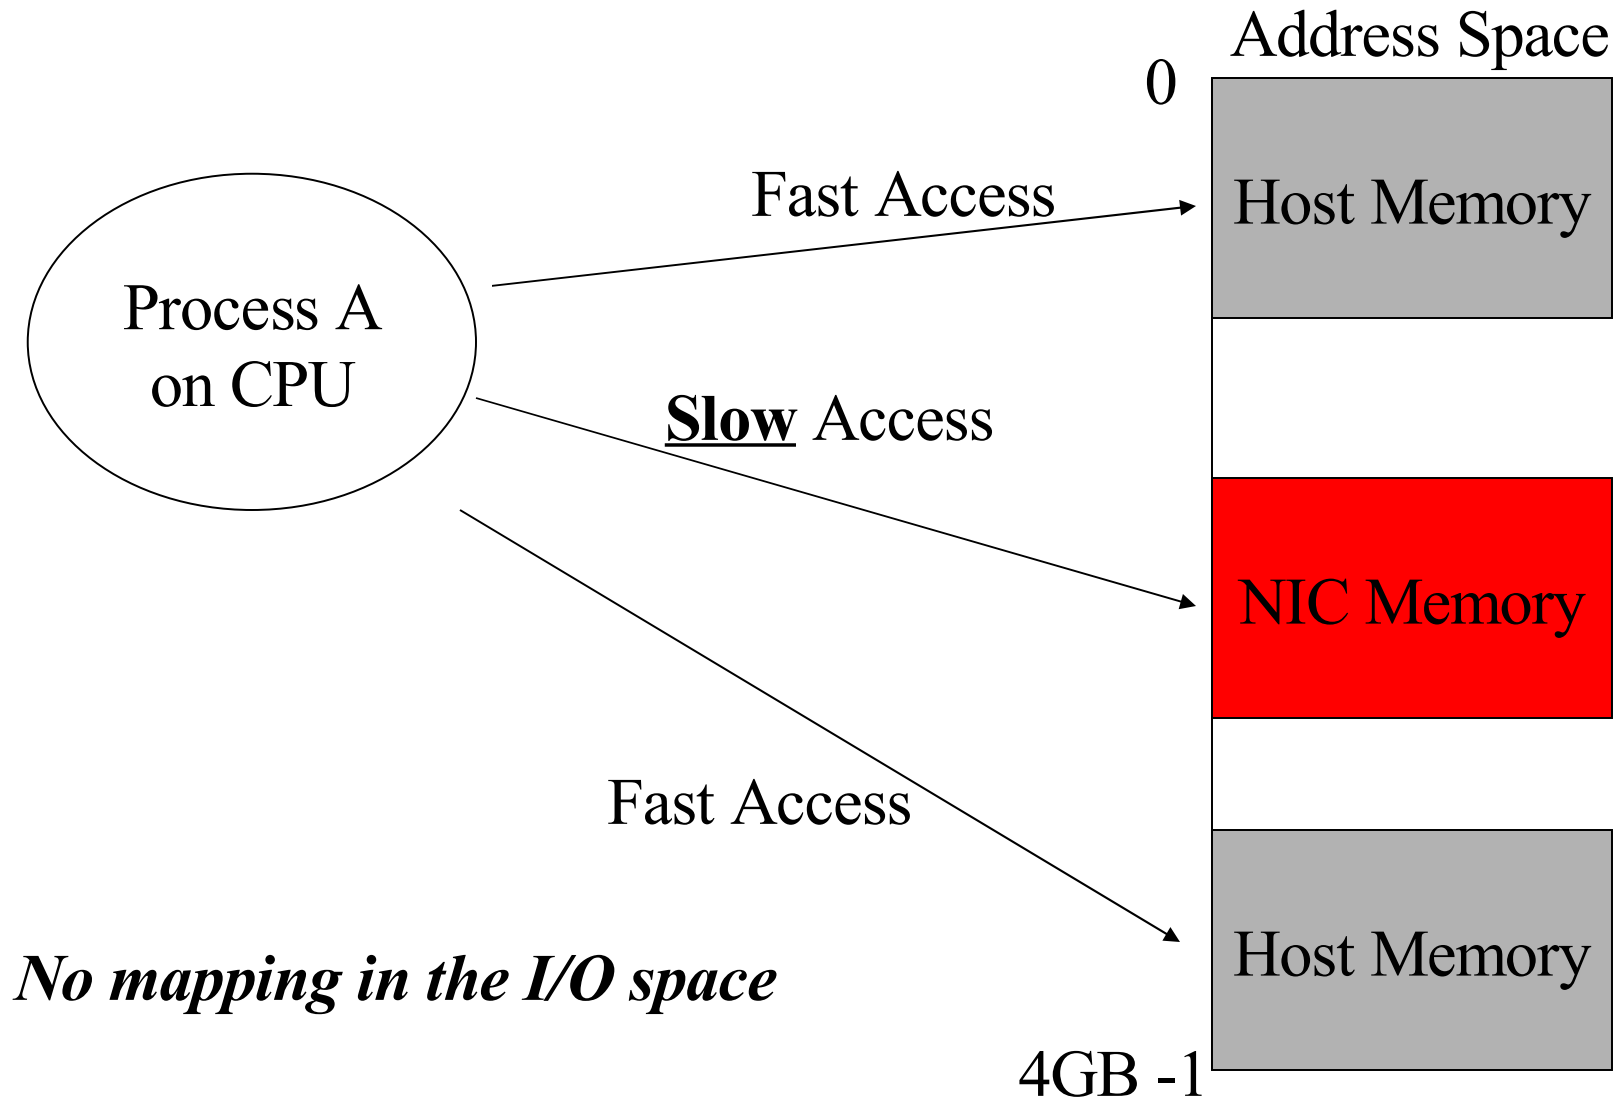 Address Space
0
Fast Access
Host Memory
Process A
on CPU
Slow Access
NIC Memory
Fast Access
Host Memory
No mapping in the I/O space
4GB -1